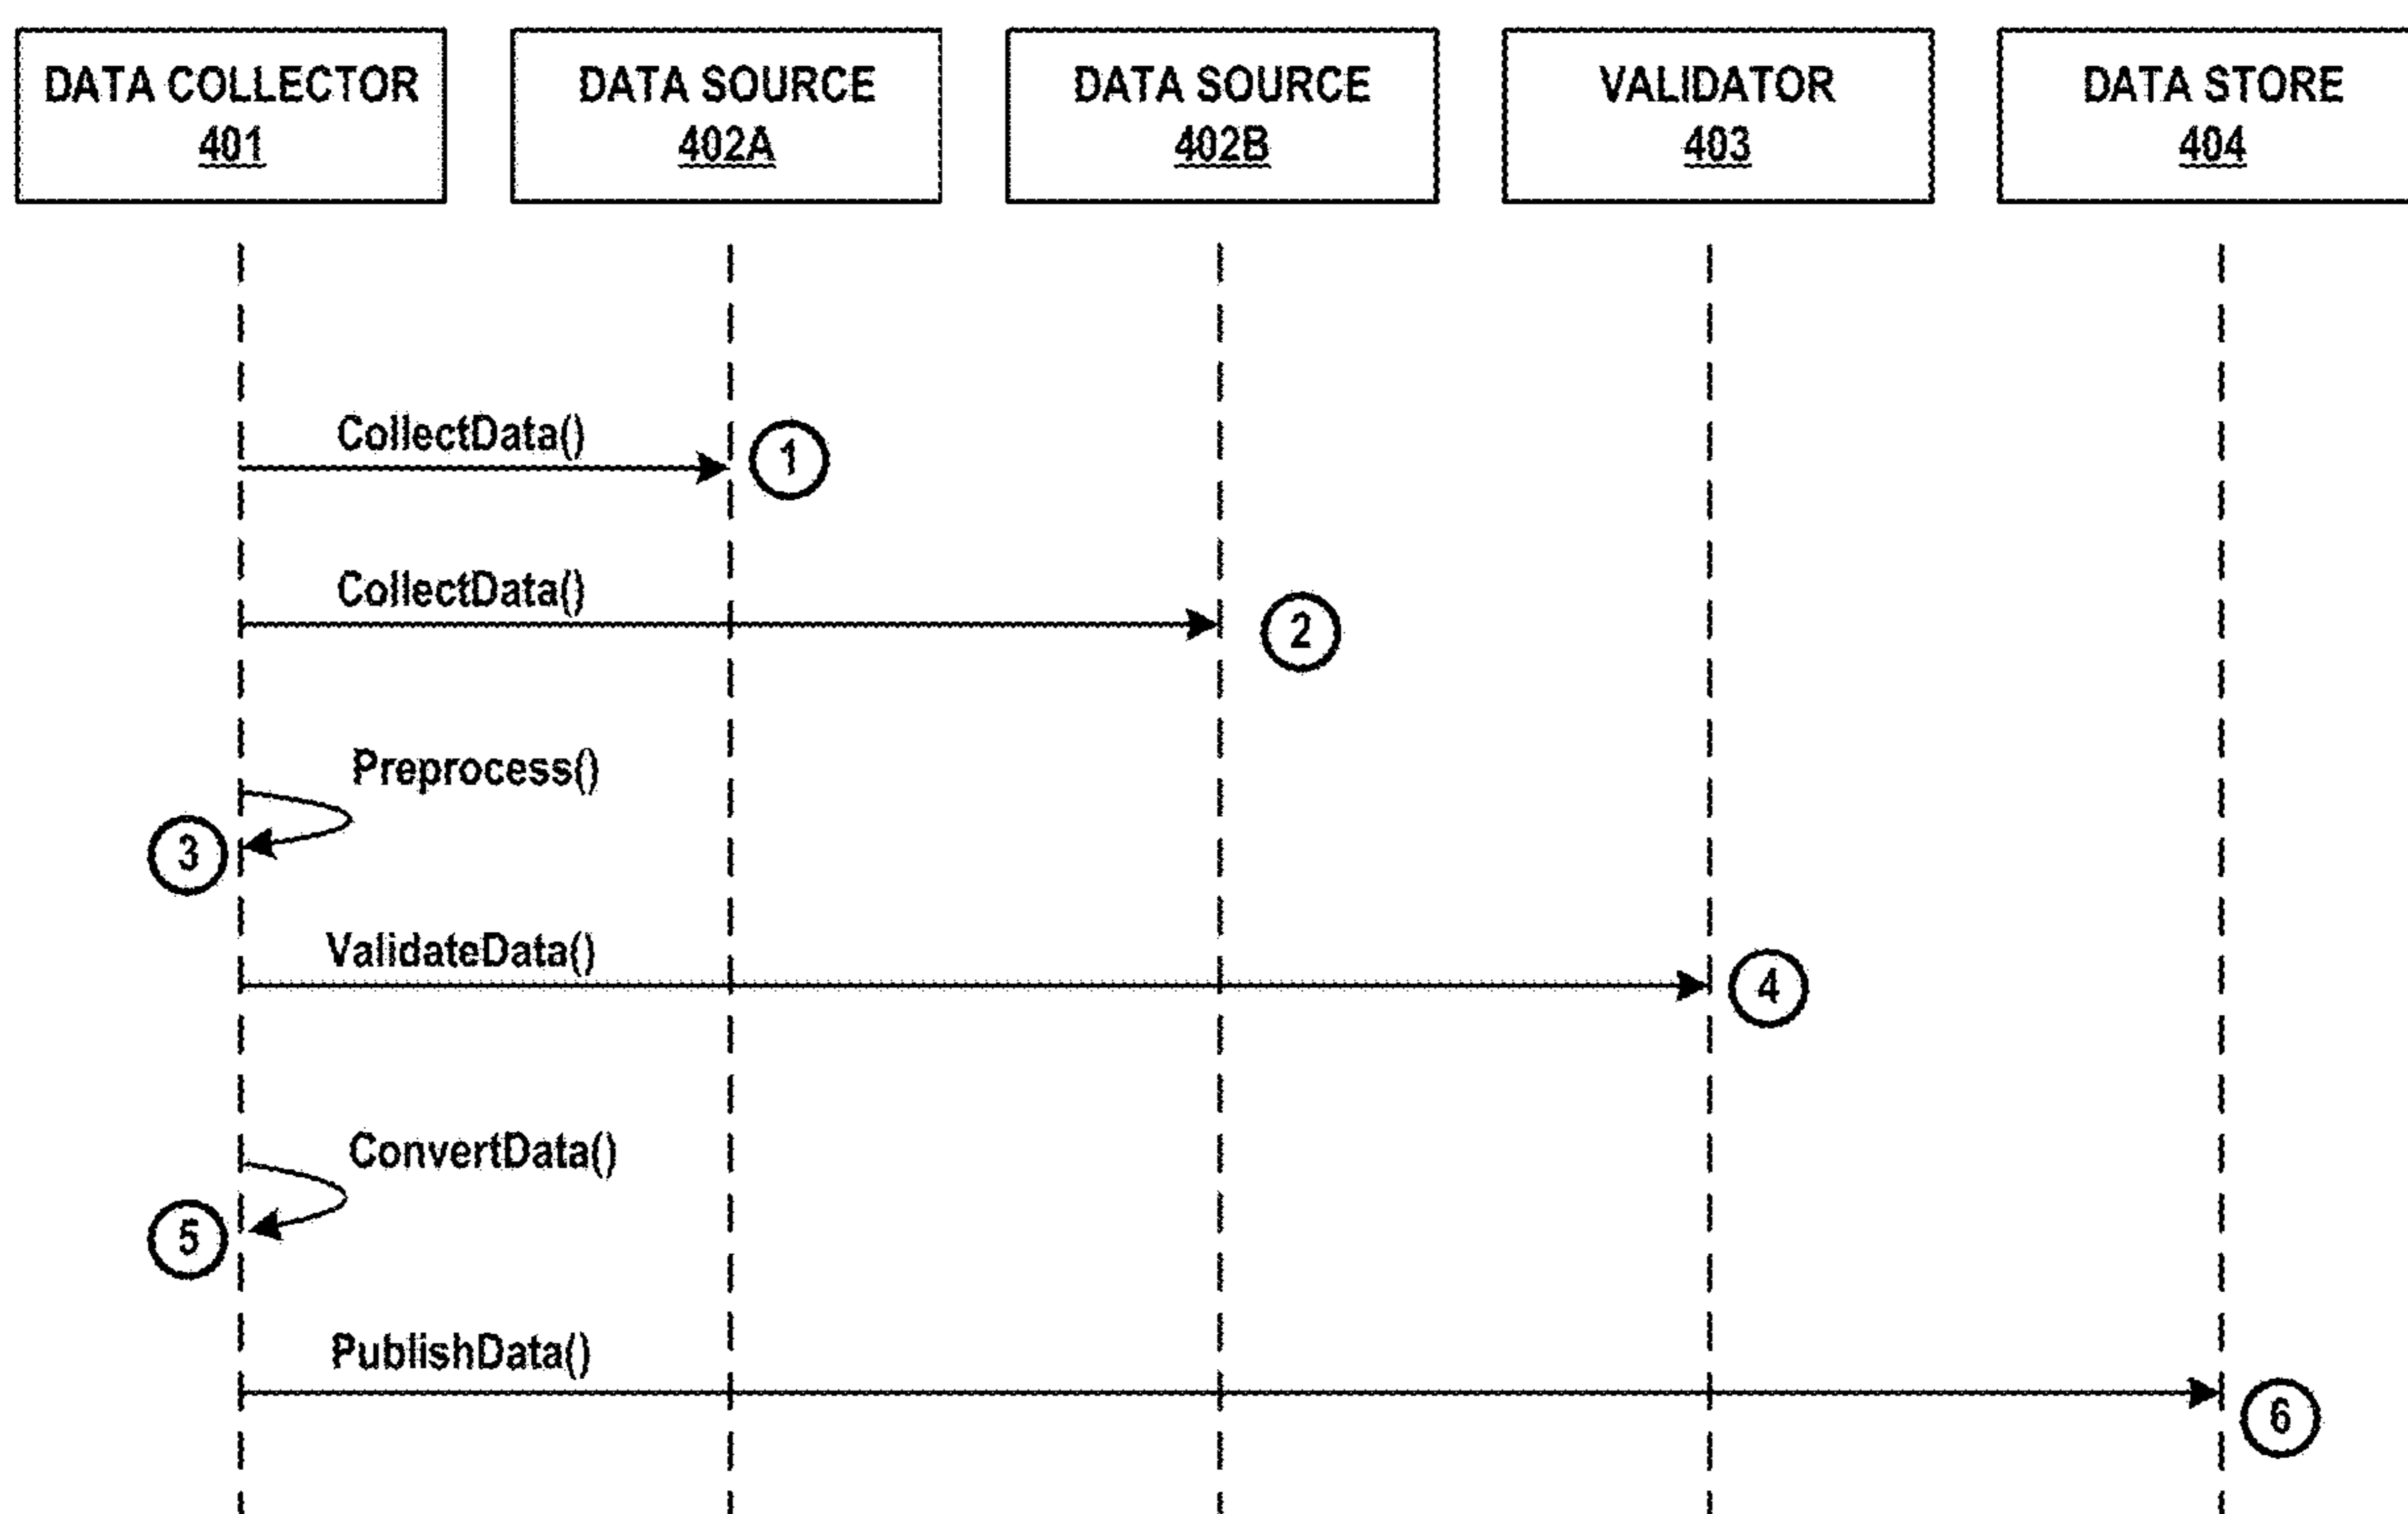 DATA COLLECTOR
401
DATA SOURCE
402A
DATA SOURCE
402B
VALIDATOR
403
DATA STORE
404
CollectData()
1
CollectData()
2
Preprocess()
3
ValidateData()
4
ConvertData()
5
PublishData()
6